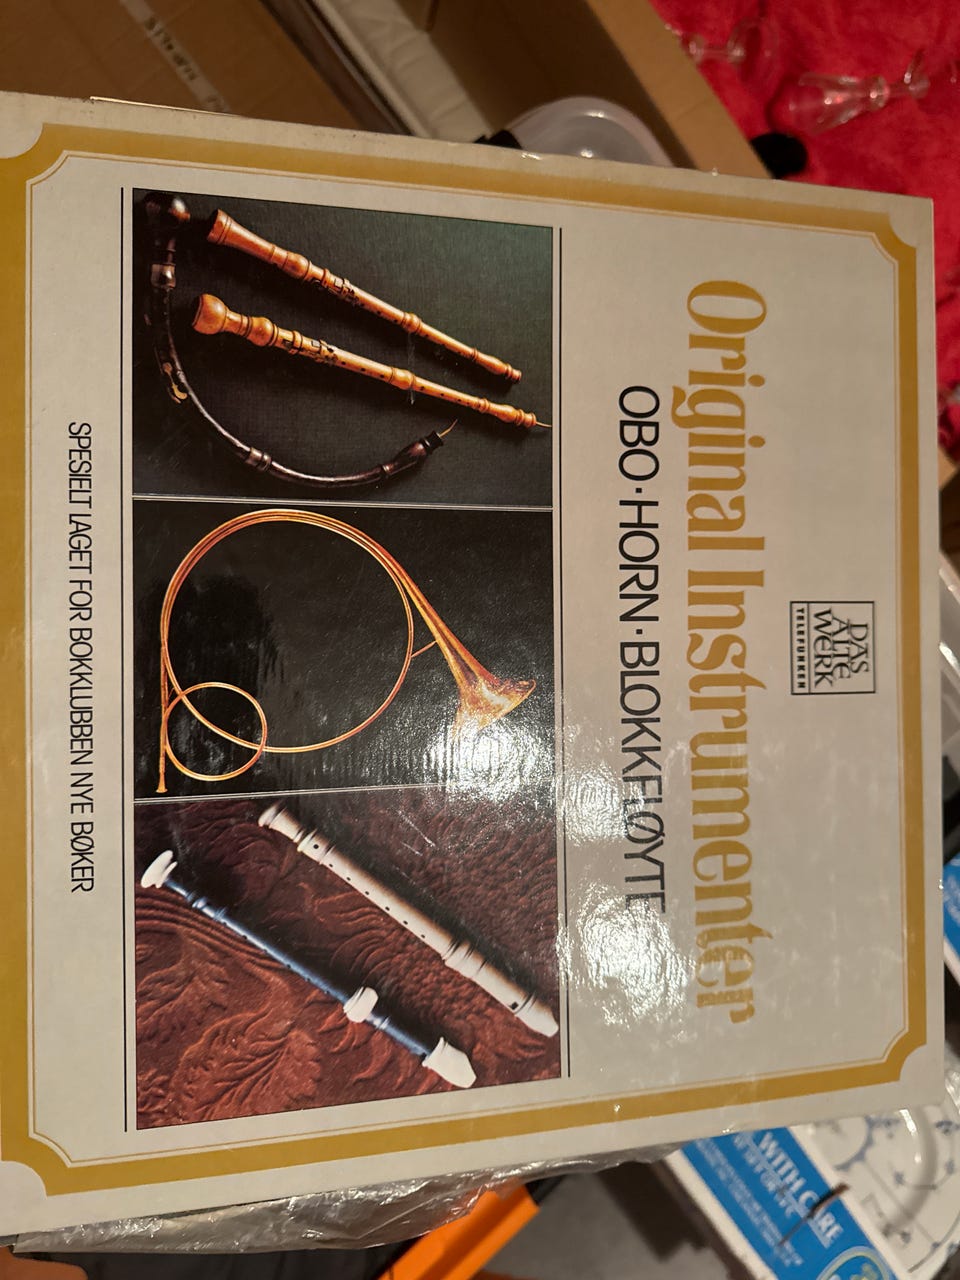 DAS
ALTE
WERK
TELEFUNKEN
Original Instrumenter
OBO·HORN·BLOKKFLØYTE
SPESIELT LAGET FOR BOKKLUBBEN NYE BØKER
WITH CARE